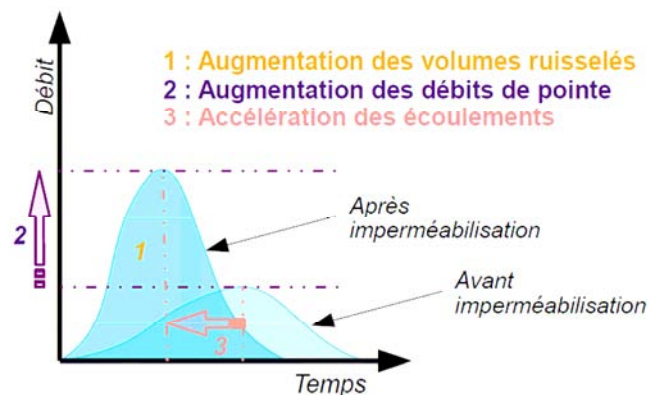 Débit
1 : Augmentation des volumes ruisselés
2 : Augmentation des débits de pointe
3 : Accélération des écoulements
2
1
Après
imperméabilisation
Avant
imperméabilisation
3
Temps